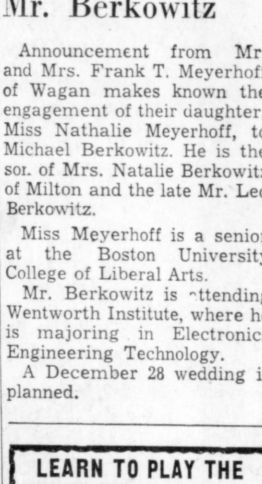 Mr. Berkowitz
Announcement from Mr.
and Mrs. Frank T. Meyerhoff
of Wagan makes known the
engagement of their daughter,
Miss Nathalie Meyerhoff, to
Michael Berkowitz. He is the
son of Mrs. Natalie Berkowitz
of Milton and the late Mr. Leo
Berkowitz.
Miss Meyerhoff is a senior
at the Boston University
College of Liberal Arts.
Mr. Berkowitz is attending
Wentworth Institute, where he
is majoring in Electronic
Engineering Technology.
A December 28 wedding is
planned.
LEARN TO PLAY THE